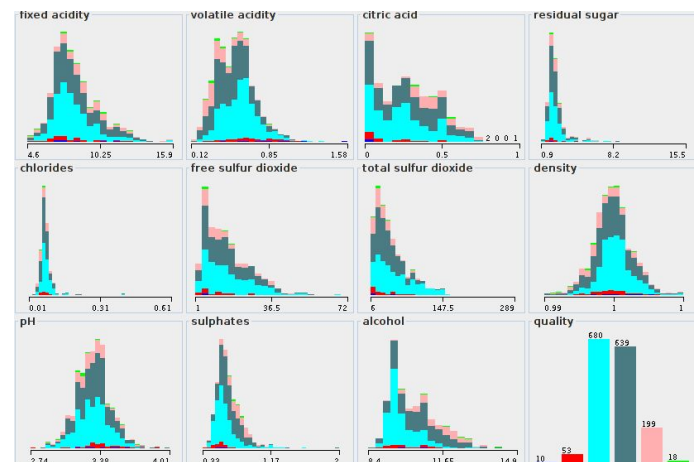 fixed acidity
volatile acidity
citric acid
residual sugar
4.6 10.25 15.9
0.12 0.85 1.58
2 0 0 1
0 0.5 1
0.9 8.2 15.5
chlorides
free sulfur dioxide
total sulfur dioxide
density
0.01 0.31 0.61
1 36.5 72
6 147.5 289
0.99 1 1
pH
sulphates
alcohol
quality
680
639
199
53
10
18
2.74 3.38 4.01
0.33 1.17 2
8.4 11.65 14.9